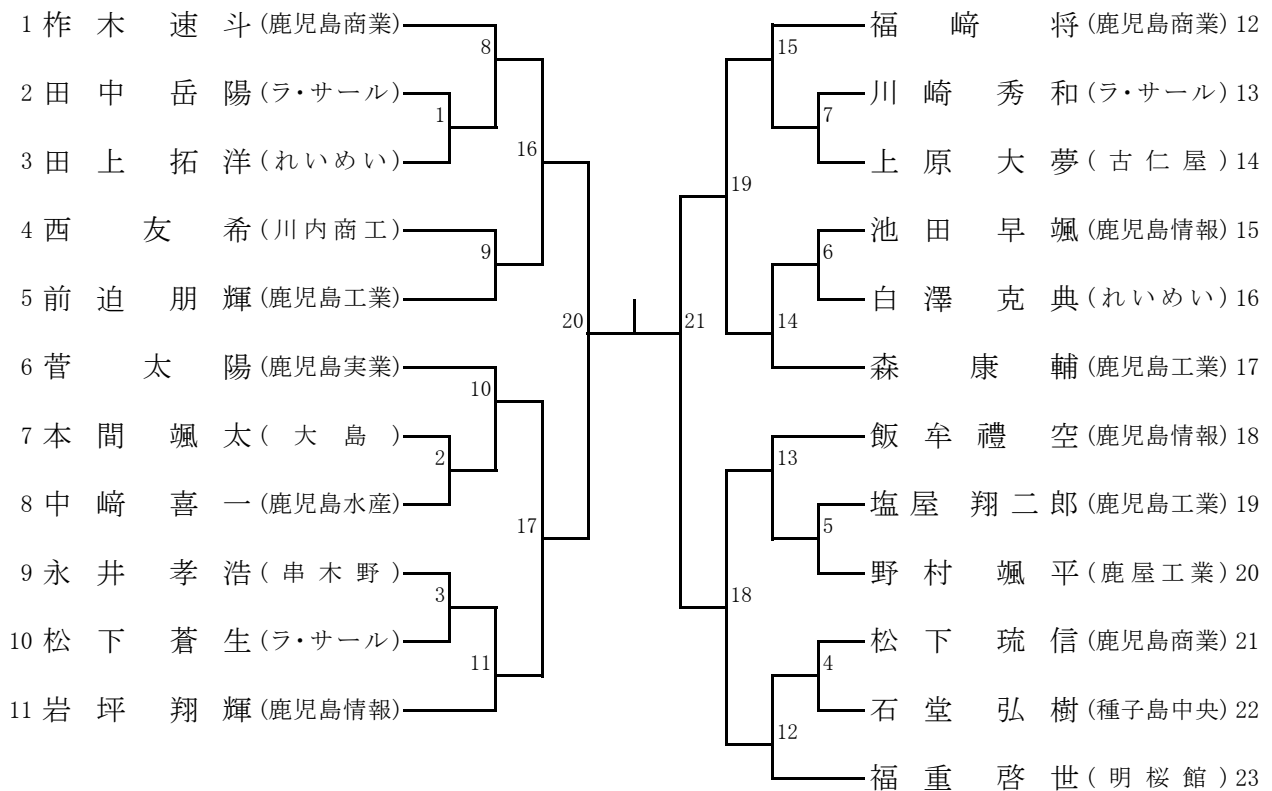 1 柞木 速斗 (鹿児島商業)
8
2 田中 岳陽 (ラ・サール)
1
3 田上 拓洋 (れいめい)
16
4 西 友希 (川内商工)
9
5 前迫 朋輝 (鹿児島工業)
20
6 菅 太陽 (鹿児島実業)
10
7 本間 颯太 (大島)
2
8 中﨑 喜一 (鹿児島水産)
17
9 永井 孝浩 (串木野)
3
10 松下 蒼生 (ラ・サール)
11
11 岩坪 翔輝 (鹿児島情報)
福﨑 将 (鹿児島商業) 12
15
川崎 秀和 (ラ・サール) 13
7
上原 大夢 (古仁屋) 14
19
池田 早颯 (鹿児島情報) 15
6
白澤 克典 (れいめい) 16
14
21
森 康輔 (鹿児島工業) 17
飯牟禮 空 (鹿児島情報) 18
13
塩屋 翔二郎 (鹿児島工業) 19
5
野村 颯平 (鹿屋工業) 20
18
松下 琉信 (鹿児島商業) 21
4
石堂 弘樹 (種子島中央) 22
12
福重 啓世 (明桜館) 23